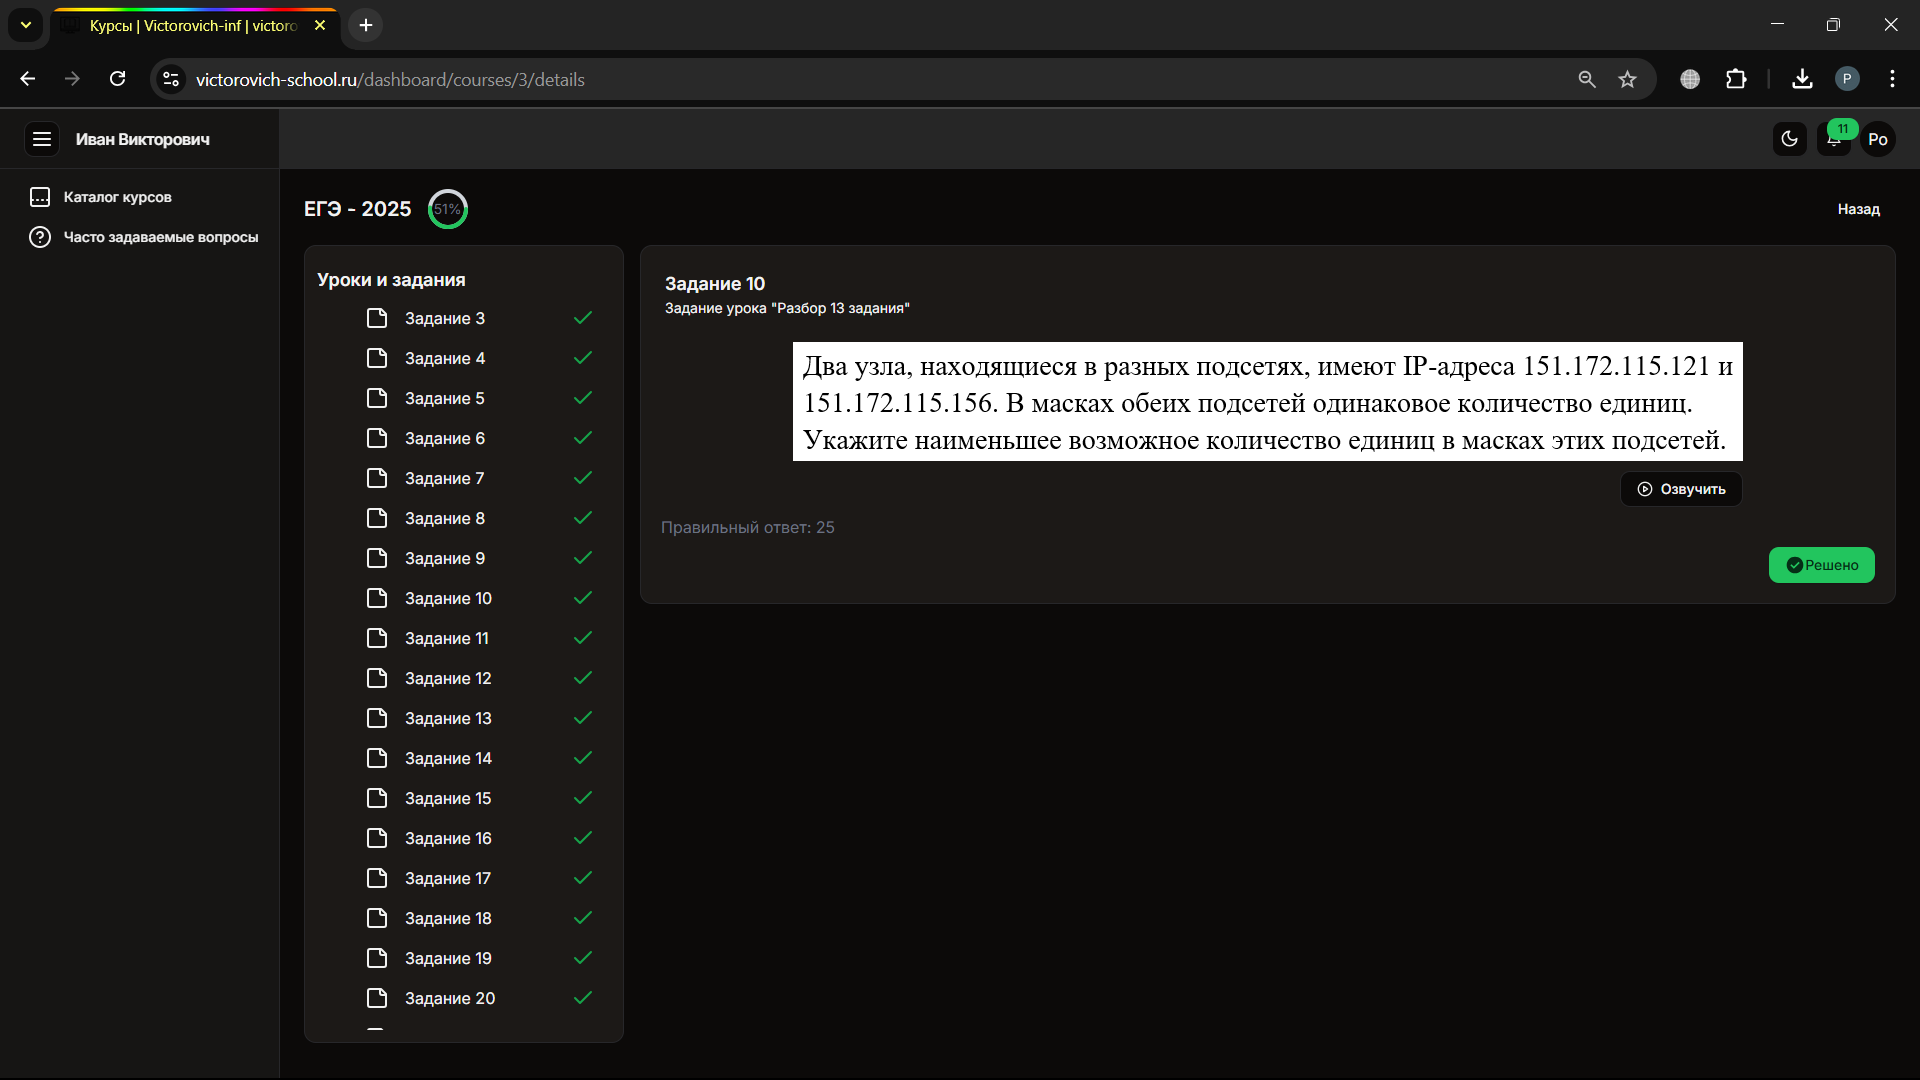 Курсы | Victorovich-inf | victoro
victorovich-school.ru/dashboard/courses/3/details
P
Иван Викторович
11
Po
Каталог курсов
Часто задаваемые вопросы
ЕГЭ - 2025
51%
Назад
Уроки и задания
Задание 3
Задание 4
Задание 5
Задание 6
Задание 7
Задание 8
Задание 9
Задание 10
Задание 11
Задание 12
Задание 13
Задание 14
Задание 15
Задание 16
Задание 17
Задание 18
Задание 19
Задание 20
Задание 10
Задание урока "Разбор 13 задания"
Два узла, находящиеся в разных подсетях, имеют IP-адреса 151.172.115.121 и
151.172.115.156. В масках обеих подсетей одинаковое количество единиц.
Укажите наименьшее возможное количество единиц в масках этих подсетей.
Озвучить
Правильный ответ: 25
Решено